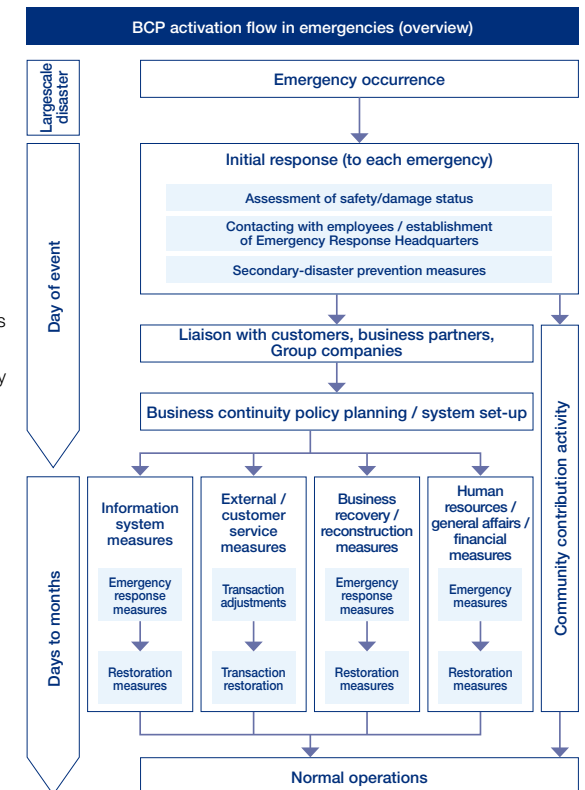 BCP activation flow in emergencies (overview)
Largescale
disaster
Emergency occurrence
Day of event
Initial response (to each emergency)
Assessment of safety/damage status
Contacting with employees / establishment
of Emergency Response Headquarters
Secondary-disaster prevention measures
s
y
Liaison with customers, business partners,
Group companies
Business continuity policy planning / system set-up
Community contribution activity
Days to months
Information
system
measures
Emergency
response
measures
Restoration
measures
External /
customer
service
measures
Transaction
adjustments
Transaction
restoration
Business
recovery /
reconstruction
measures
Emergency
response
measures
Restoration
measures
Human
resources /
general affairs /
financial
measures
Emergency
measures
Restoration
measures
Normal operations